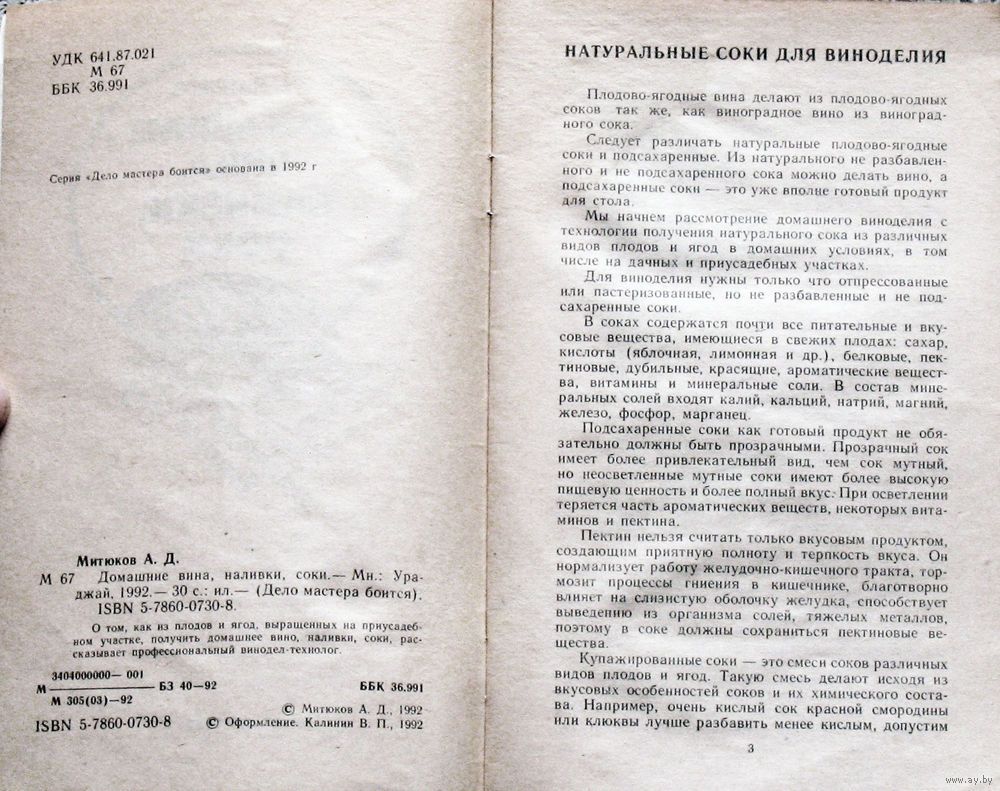 УДК 641.87.021
М 67
ББК 36.991
Серия «Дело мастера боится» основана в 1992 г
Митюков А. Д.
М 67 Домашние вина, наливки, соки.— Мн.: Ура-
джай, 1992.— 30 с.: ил.— (Дело мастера боится).
ISBN 5-7860-0730-8.
О том, как из плодов и ягод, выращенных на приусадеб-
ном участке, получить домашнее вино, наливки, соки, рас-
сказывает профессиональный винодел-технолог.
3404000000— 001
М ——— БЗ 40—92
М 305(03)—92
ББК 36.991
ISBN 5-7860-0730-8
© Митюков А. Д., 1992
© Оформление. Калинин В. П., 1992
НАТУРАЛЬНЫЕ СОКИ ДЛЯ ВИНОДЕЛИЯ
Плодово-ягодные вина делают из плодово-ягодных
соков так же, как виноградное вино из виноград-
ного сока.
Следует различать натуральные плодово-ягодные
соки и подсахаренные. Из натурального не разбавлен-
ного и не подсахаренного сока можно делать вино, а
подсахаренные соки — это уже вполне готовый продукт
для стола.
Мы начнем рассмотрение домашнего виноделия с
технологии получения натурального сока из различных
видов плодов и ягод в домашних условиях, в том
числе на дачных и приусадебных участках.
Для виноделия нужны только что отпрессованные
или пастеризованные, но не разбавленные и не под-
сахаренные соки.
В соках содержатся почти все питательные и вку-
совые вещества, имеющиеся в свежих плодах: сахар,
кислоты (яблочная, лимонная и др.), белковые, пек-
тиновые, дубильные, красящие, ароматические вещест-
ва, витамины и минеральные соли. В состав мине-
ральных солей входят калий, кальций, натрий, магний,
железо, фосфор, марганец.
Подсахаренные соки как готовый продукт не обя-
зательно должны быть прозрачными. Прозрачный сок
имеет более привлекательный вид, чем сок мутный,
но неосветленные мутные соки имеют более высокую
пищевую ценность и более полный вкус. При осветлении
теряется часть ароматических веществ, некоторых вита-
минов и пектина.
Пектин нельзя считать только вкусовым продуктом,
создающим приятную полноту и терпкость вкуса. Он
нормализует работу желудочно-кишечного тракта, тор-
мозит процессы гниения в кишечнике, благотворно
влияет на слизистую оболочку желудка, способствует
выведению из организма солей, тяжелых металлов,
поэтому в соке должны сохраниться пектиновые ве-
щества.
Купажированные соки — это смеси соков различных
видов плодов и ягод. Такую смесь делают исходя из
вкусовых особенностей соков и их химического соста-
ва. Например, очень кислый сок красной смородины
или клюквы лучше разбавить менее кислым, допустим
3
www.ay.by